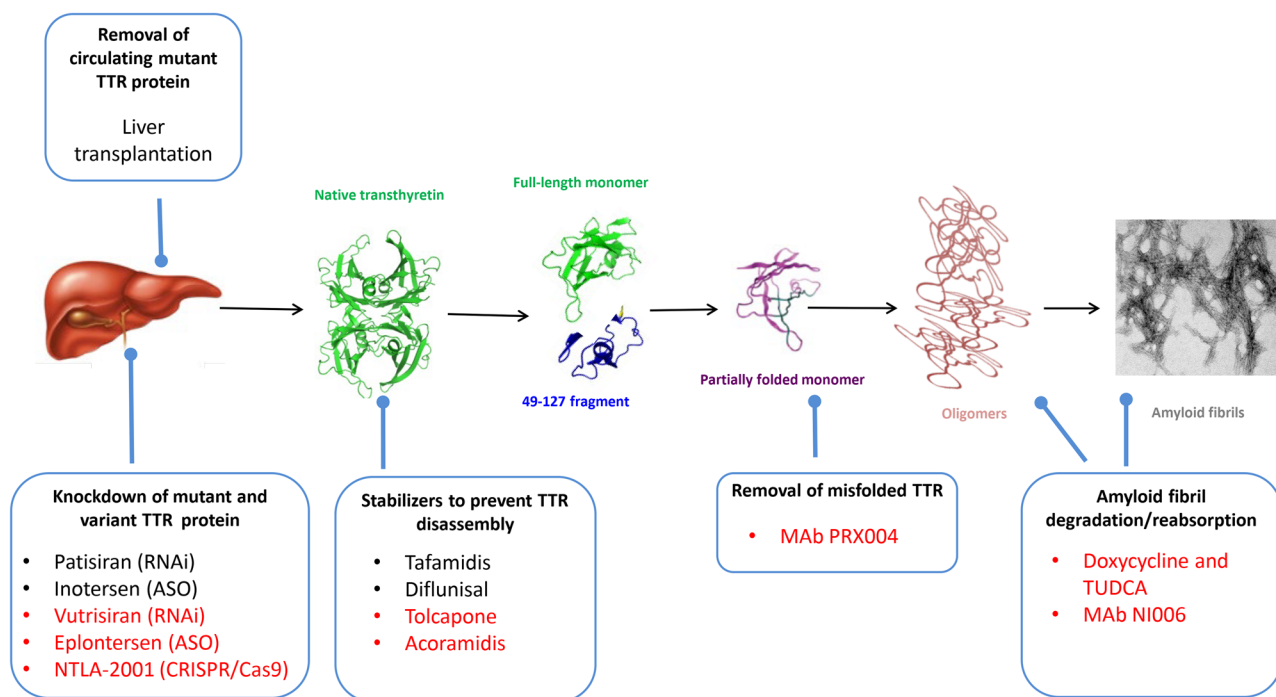 Removal of
circulating mutant
TTR protein
Liver
transplantation
Native transthyretin
Full-length monomer
49-127 fragment
Partially folded monomer
Oligomers
Amyloid fibrils
Knockdown of mutant and
variant TTR protein
• Patisiran (RNAi)
• Inotersen (ASO)
• Vutrisiran (RNAi)
• Eplontersen (ASO)
• NTLA-2001 (CRISPR/Cas9)
Stabilizers to prevent TTR
disassembly
• Tafamidis
• Diflunisal
• Tolcapone
• Acoramidis
Removal of misfolded TTR
• MAb PRX004
Amyloid fibril
degradation/reabsorption
• Doxycycline and
TUDCA
• MAb NI006